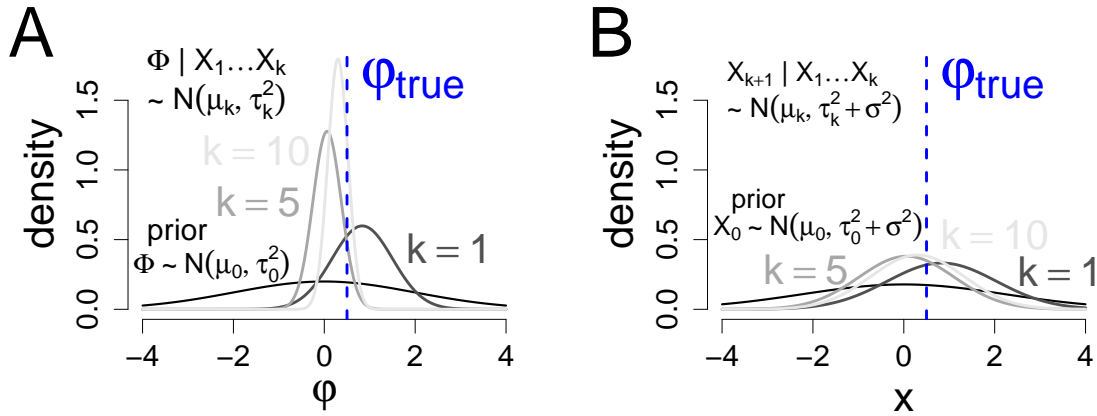 A
Φ | X₁…Xₖ
~ N(μₖ, τₖ²)
φtrue
k = 10
k = 5
prior
Φ ~ N(μ₀, τ₀²)
k = 1
density
0.0 0.5 1.0 1.5
−4 −2 0 2 4
φ
B
Xₖ₊₁ | X₁…Xₖ
~ N(μₖ, τₖ² + σ²)
φtrue
prior
X₀ ~ N(μ₀, τ₀² + σ²)
k = 10
k = 5
k = 1
density
0.0 0.5 1.0 1.5
−4 −2 0 2 4
x